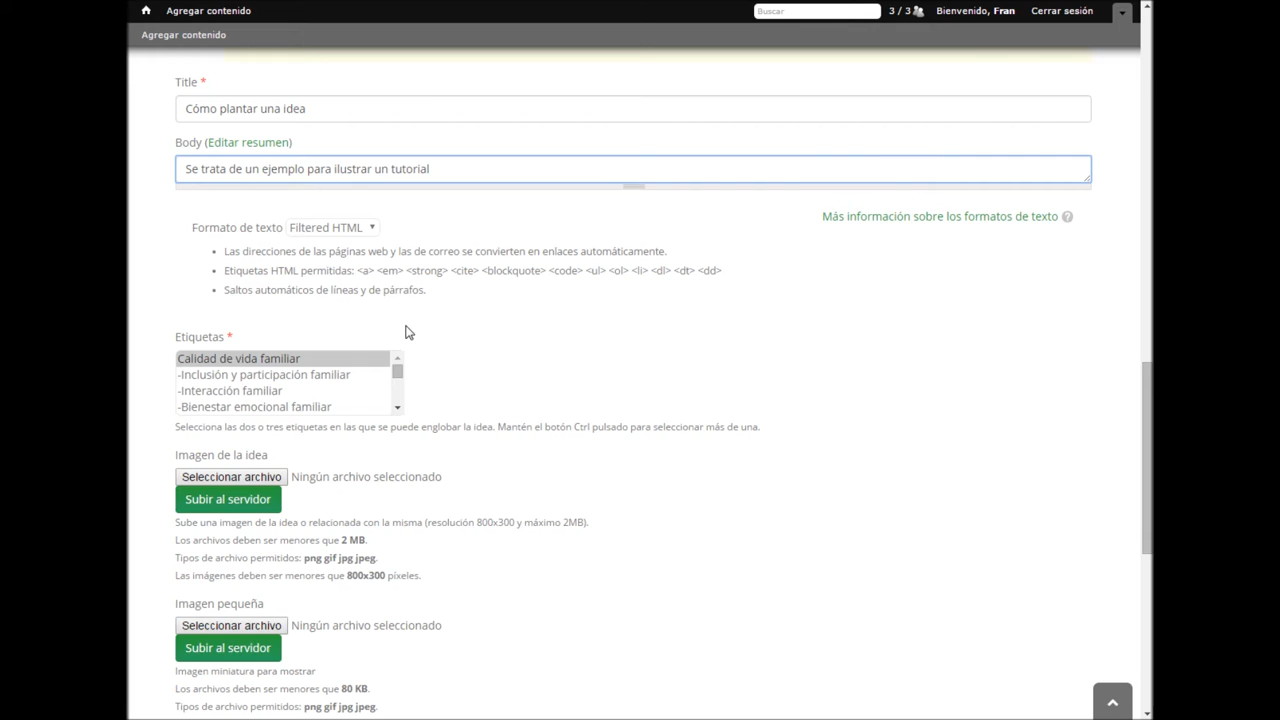 Agregar contenido
Buscar
3 / 3
Bienvenido, Fran
Cerrar sesión
Agregar contenido
Title *
Cómo plantar una idea
Body (Editar resumen)
Se trata de un ejemplo para ilustrar un tutorial
Formato de texto Filtered HTML
Más información sobre los formatos de texto ?
Las direcciones de las páginas web y las de correo se convierten en enlaces automáticamente.
Etiquetas HTML permitidas: <a> <em> <strong> <cite> <blockquote> <code> <ul> <ol> <li> <dl> <dt> <dd>
Saltos automáticos de líneas y de párrafos.
Etiquetas *
Calidad de vida familiar
-Inclusión y participación familiar
-Interacción familiar
-Bienestar emocional familiar
Selecciona las dos o tres etiquetas en las que se puede englobar la idea. Mantén el botón Ctrl pulsado para seleccionar más de una.
Imagen de la idea
Seleccionar archivo Ningún archivo seleccionado
Subir al servidor
Sube una imagen de la idea o relacionada con la misma (resolución 800x300 y máximo 2MB).
Los archivos deben ser menores que 2 MB.
Tipos de archivo permitidos: png gif jpg jpeg.
Las imágenes deben ser menores que 800x300 píxeles.
Imagen pequeña
Seleccionar archivo Ningún archivo seleccionado
Subir al servidor
Imagen miniatura para mostrar
Los archivos deben ser menores que 80 KB.
Tipos de archivo permitidos: png gif jpg jpeg.